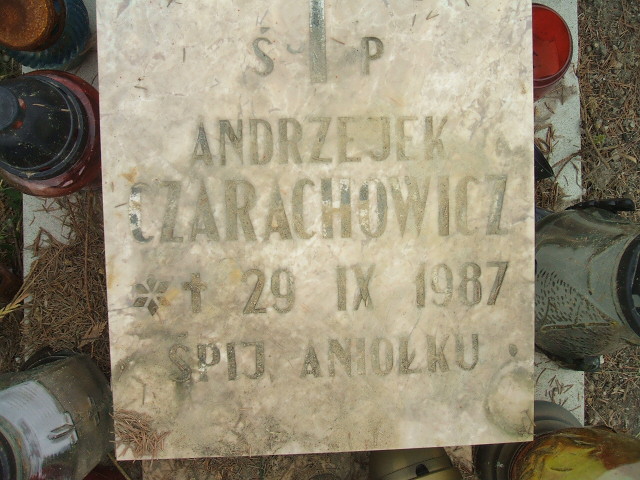 Ś P
ANDRZEJEK
CZARACHOWICZ
* † 29 IX 1987
ŚPIJ ANIOŁKU